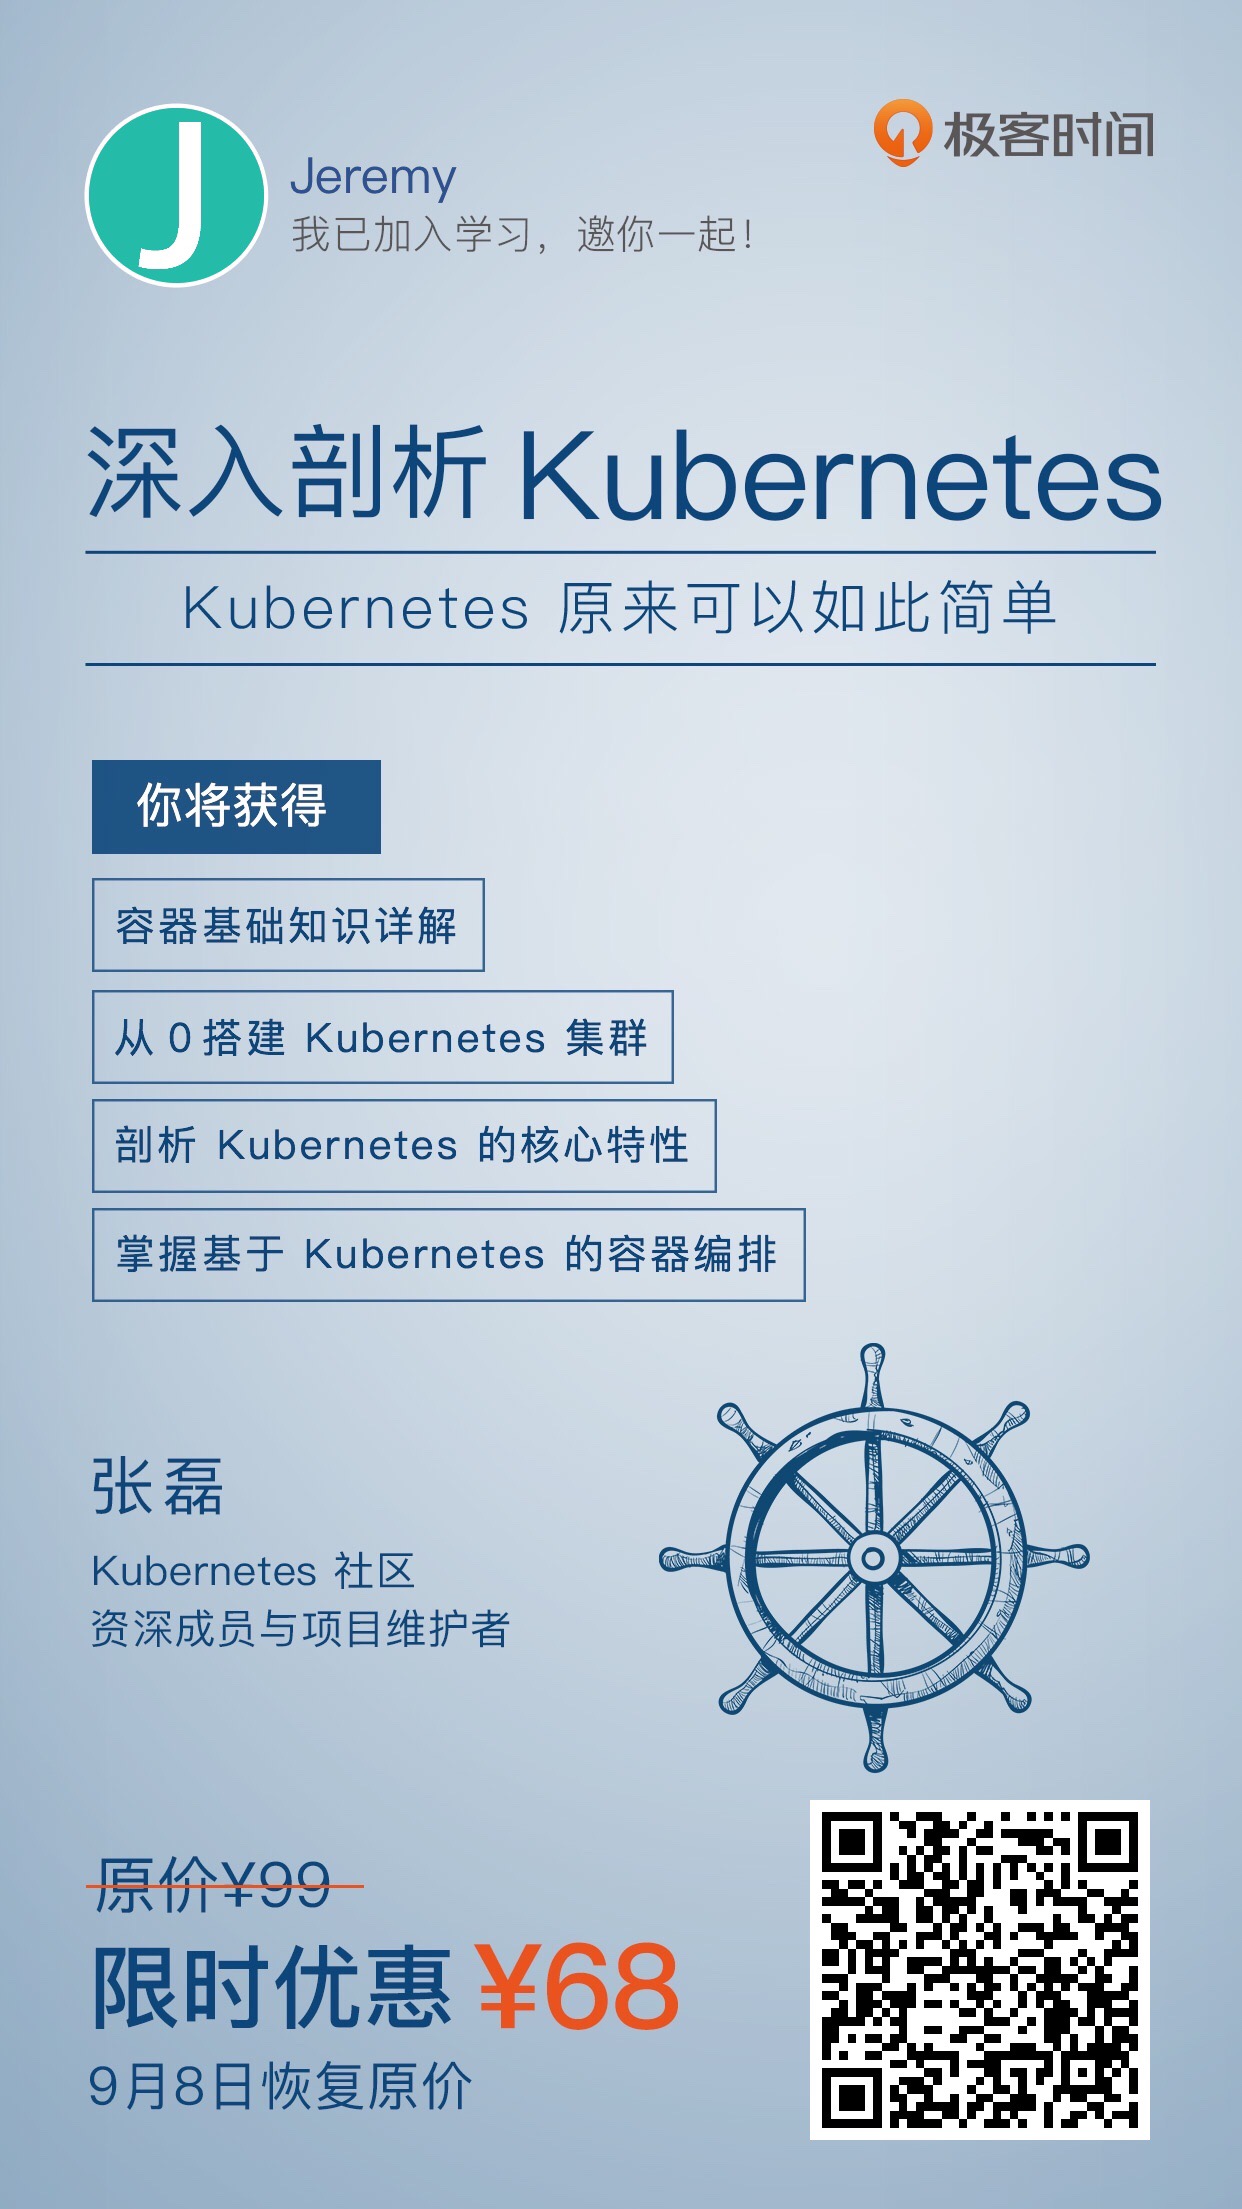 J
Jeremy
我已加入学习，邀你一起！
极客时间
深入剖析 Kubernetes
Kubernetes 原来可以如此简单
你将获得
容器基础知识详解
从 0 搭建 Kubernetes 集群
剖析 Kubernetes 的核心特性
掌握基于 Kubernetes 的容器编排
张磊
Kubernetes 社区
资深成员与项目维护者
原价¥99
限时优惠 ¥68
9月8日恢复原价